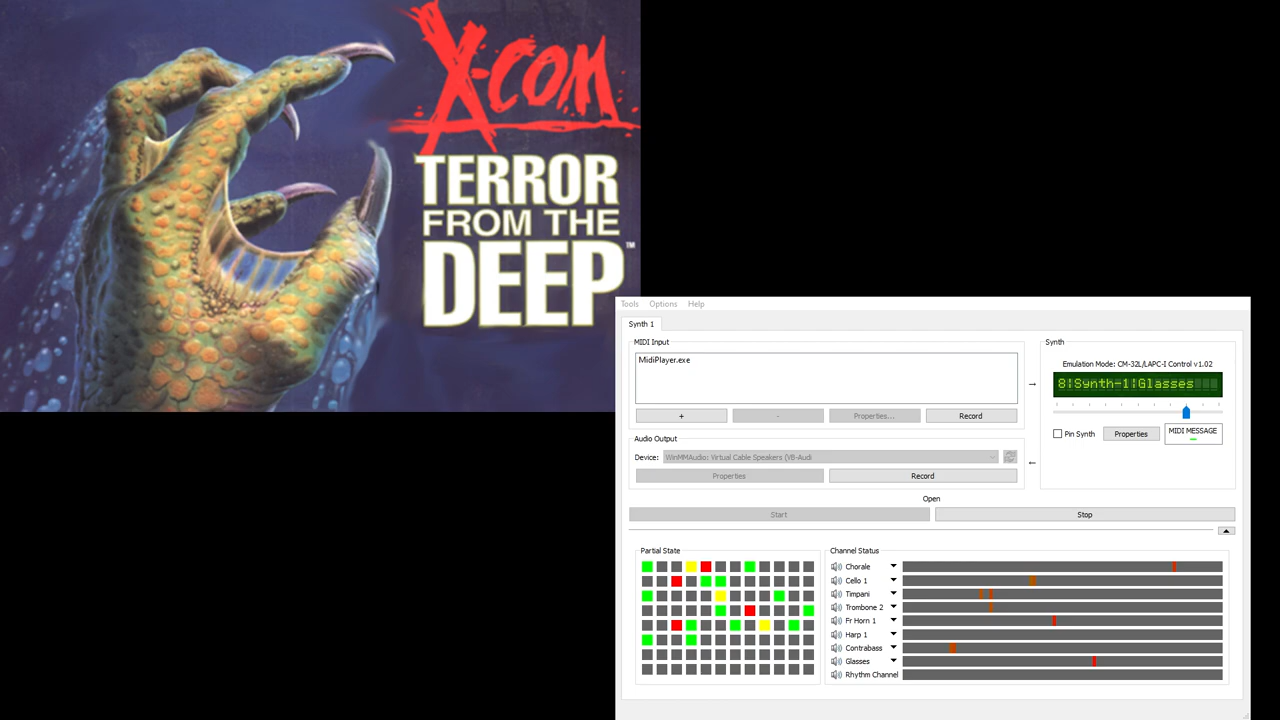 X-COM
TERROR
FROM THE
DEEP™
Tools Options Help
Synth 1
MIDI Input
MidiPlayer.exe
+ - Properties... Record
Audio Output
Device: WinMMAudio: Virtual Cable Speakers (VB-Audi
Properties Record
Synth
Emulation Mode: CM-32L/LAPC-I Control v1.02
8|Synth-1|Glasses
Pin Synth Properties MIDI MESSAGE
Open
Start Stop
Partial State
Channel Status
Chorale
Cello 1
Timpani
Trombone 2
Fr Horn 1
Harp 1
Contrabass
Glasses
Rhythm Channel